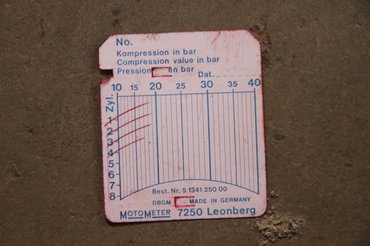 No.
Kompression in bar
Compression value in bar
Pression en bar Dat.
10 15 20 25 30 35 40
Zyl.
1
2
3
4
5
6
7
8
Best. Nr. 5 1341 250 00
DBGM MADE IN GERMANY
MOTOMETER 7250 Leonberg